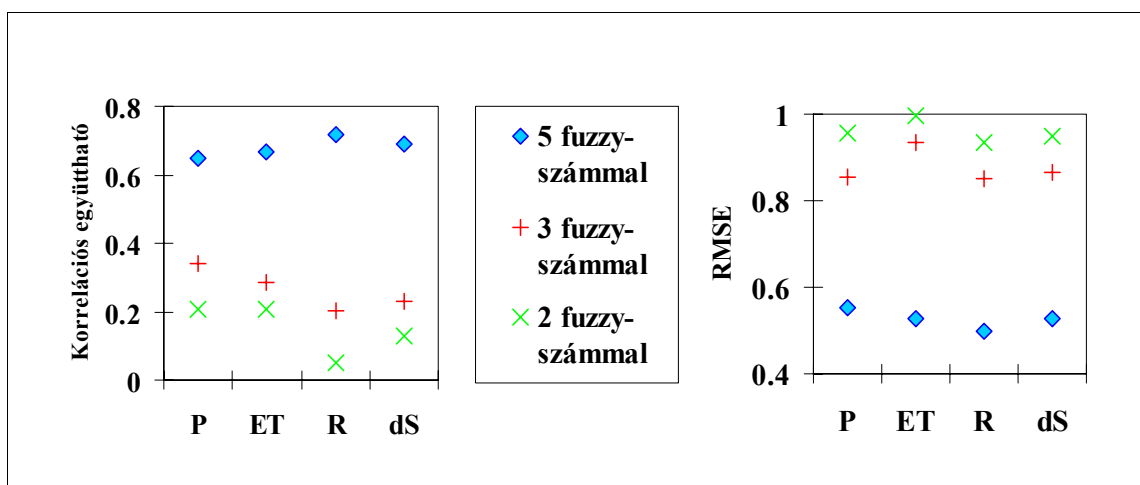 Korrelációs együttható
0.8
0.6
0.4
0.2
0
P ET R dS
5 fuzzy-
számmal
3 fuzzy-
számmal
2 fuzzy-
számmal
RMSE
1
0.8
0.6
0.4
P ET R dS